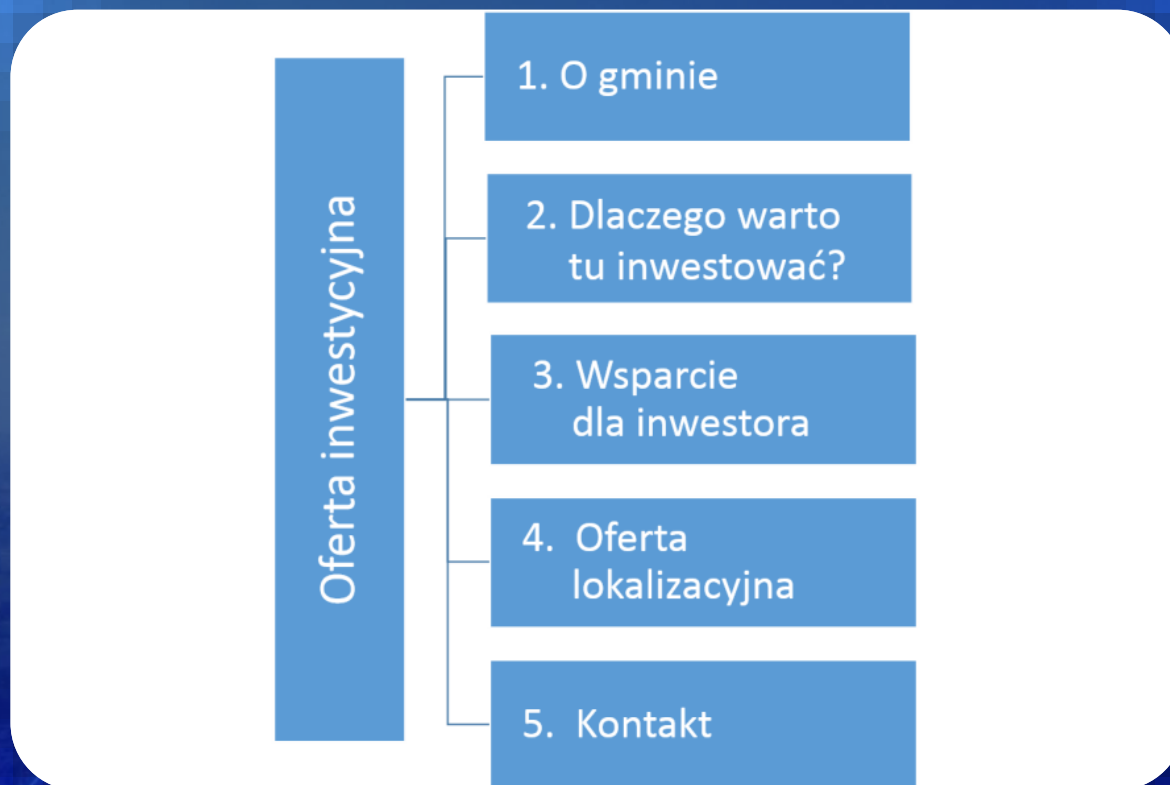 Oferta inwestycyjna
1. O gminie
2. Dlaczego warto
tu inwestować?
3. Wsparcie
dla inwestora
4. Oferta
lokalizacyjna
5. Kontakt